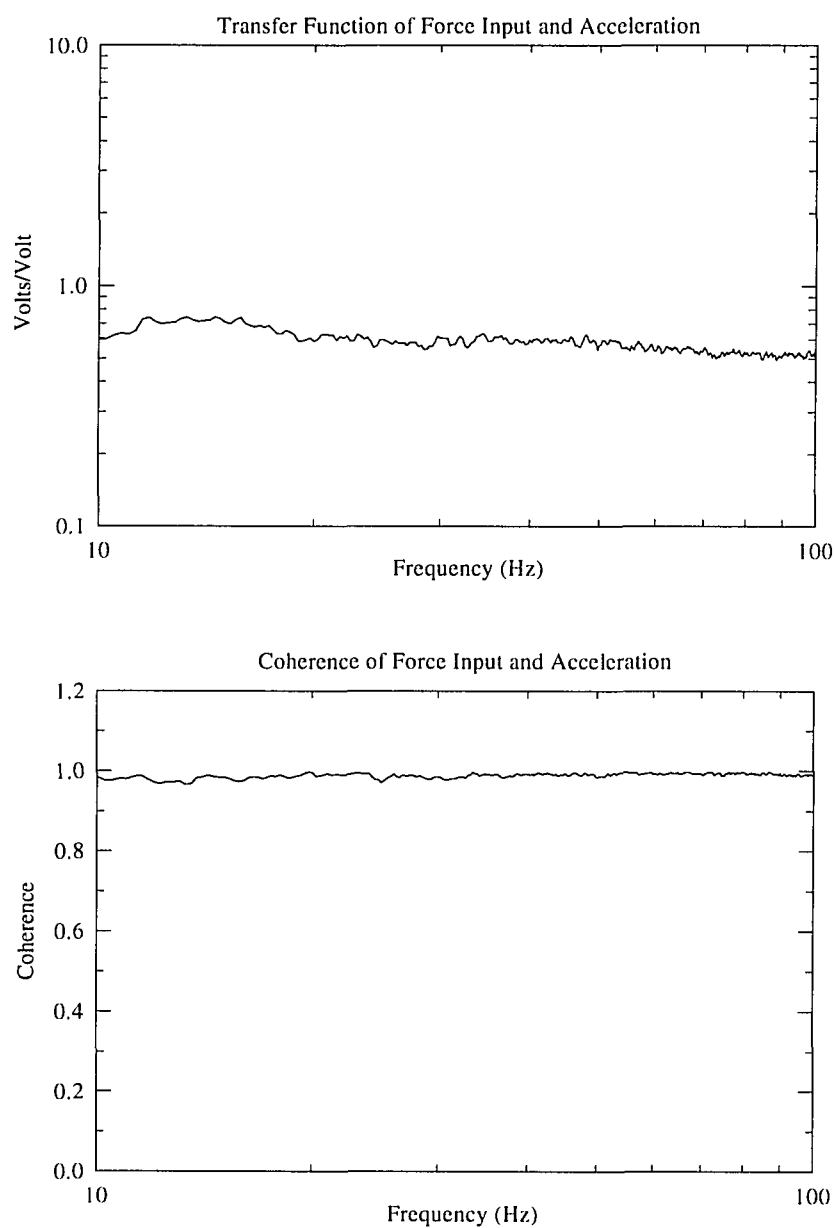 Transfer Function of Force Input and Acceleration
10.0
1.0
0.1
Volts/Volt
10
100
Frequency (Hz)
Coherence of Force Input and Acceleration
1.2
1.0
0.8
0.6
0.4
0.2
0.0
Coherence
10
100
Frequency (Hz)